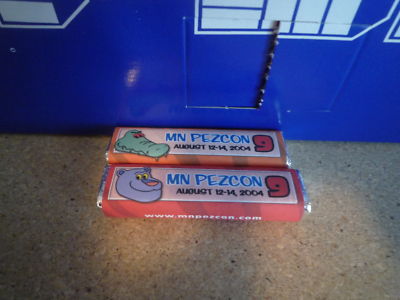 MN PEZCON 9
AUGUST 12-14, 2004
MN PEZCON 9
AUGUST 12-14, 2004
www.mnpezcon.com